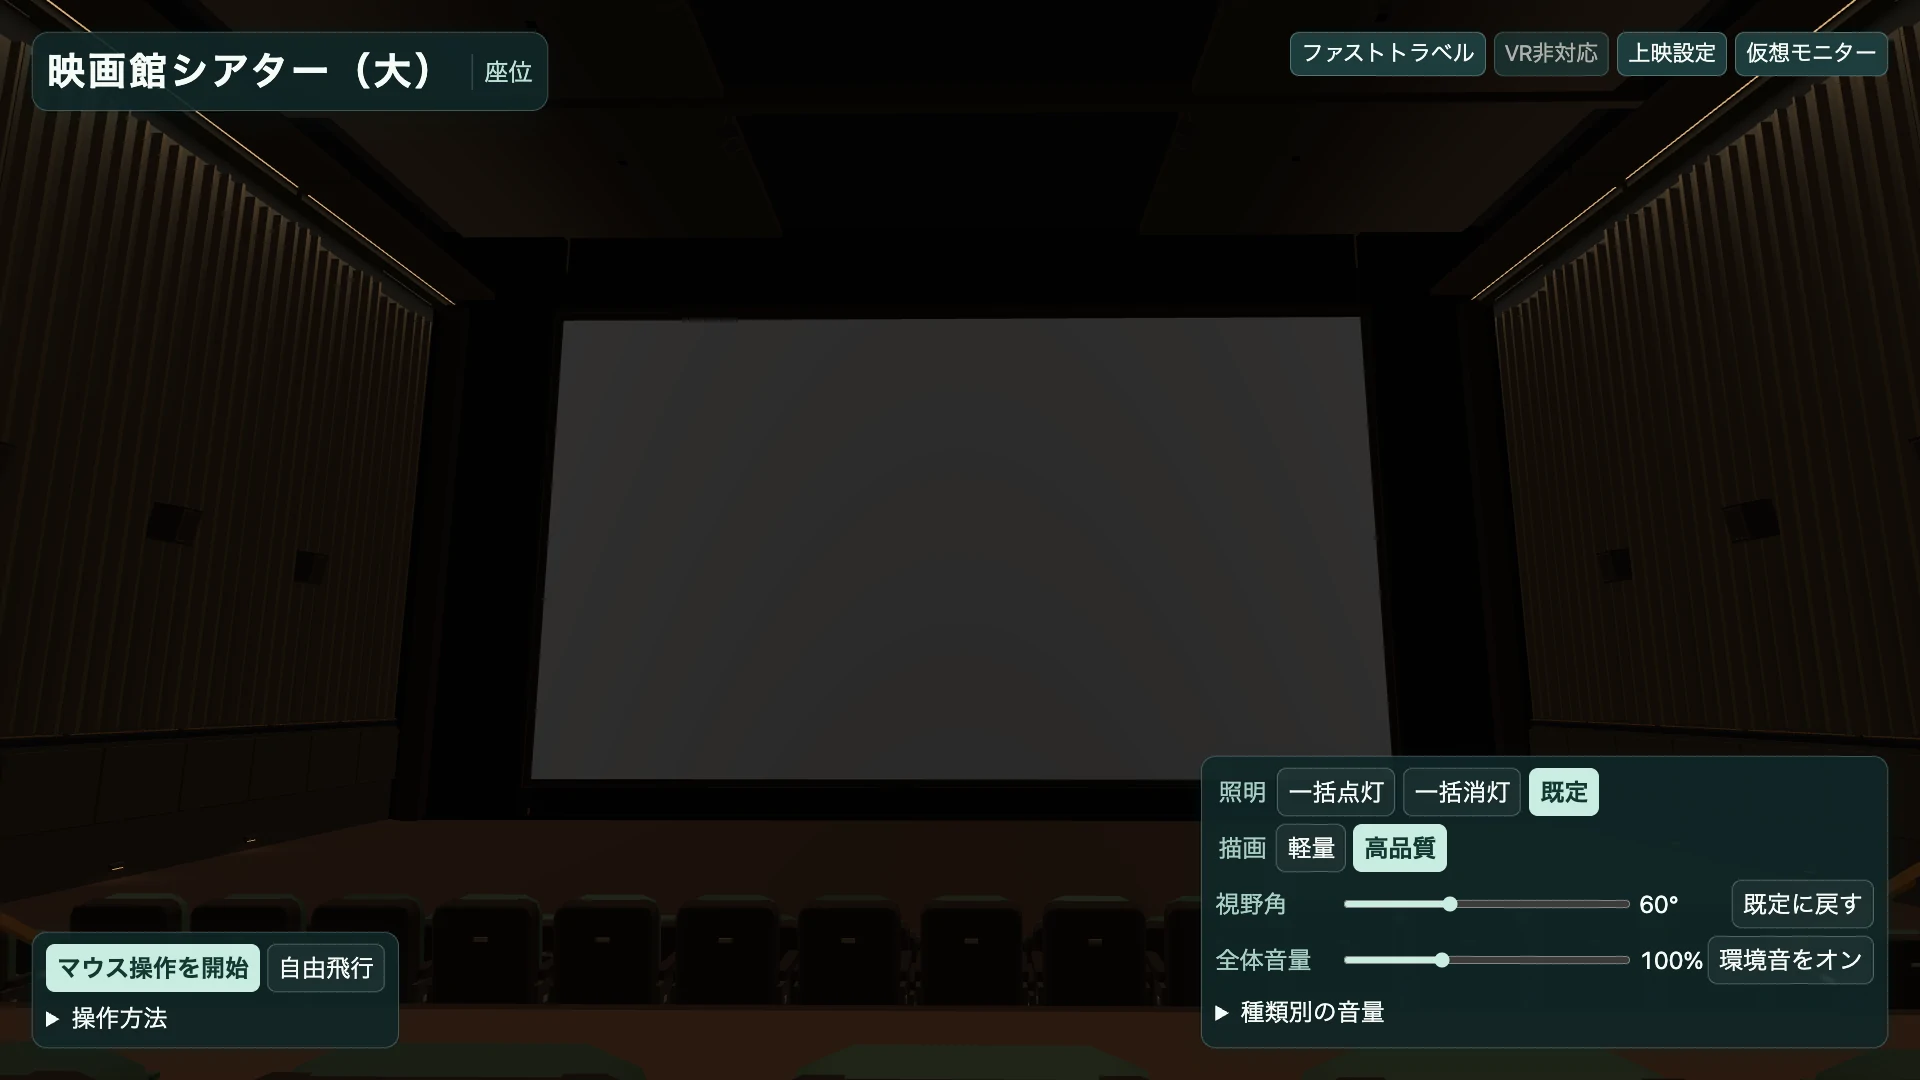 映画館シアター（大） 座位
ファストトラベル VR非対応 上映設定 仮想モニター
照明 一括点灯 一括消灯 既定
描画 軽量 高品質
視野角 60° 既定に戻す
全体音量 100% 環境音をオン
▶ 種類別の音量
マウス操作を開始 自由飛行
▶ 操作方法